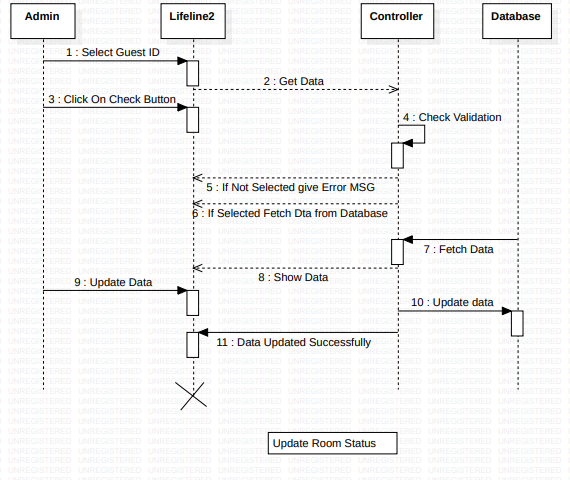 Admin
Lifeline2
Controller
Database
1 : Select Guest ID
2 : Get Data
3 : Click On Check Button
4 : Check Validation
5 : If Not Selected give Error MSG
6 : If Selected Fetch Dta from Database
7 : Fetch Data
8 : Show Data
9 : Update Data
10 : Update data
11 : Data Updated Successfully
Update Room Status
UNREGISTERED